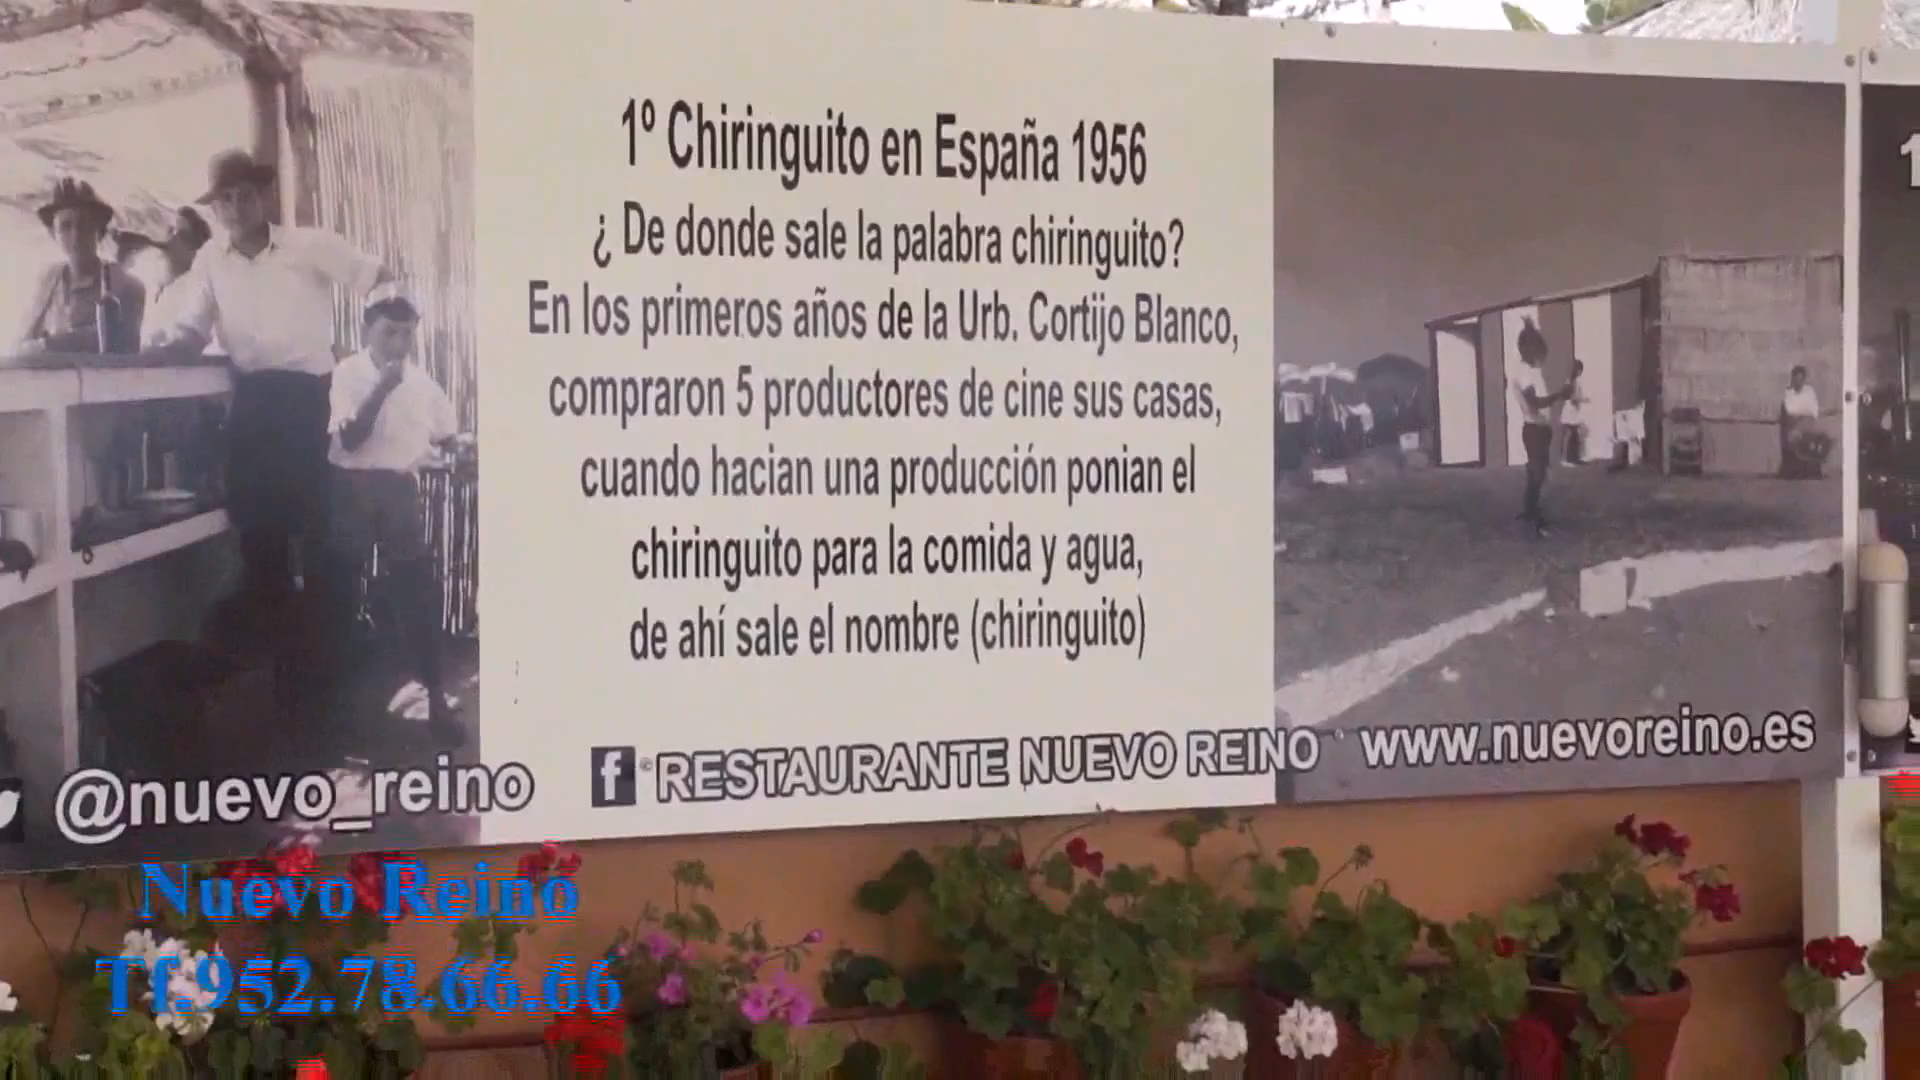 1º Chiringuito en España 1956
¿ De donde sale la palabra chiringuito?
En los primeros años de la Urb. Cortijo Blanco,
compraron 5 productores de cine sus casas,
cuando hacian una producción ponian el
chiringuito para la comida y agua,
de ahí sale el nombre (chiringuito)
@nuevo_reino
f RESTAURANTE NUEVO REINO
www.nuevoreino.es
Nuevo Reino
Tf.952.78.66.66